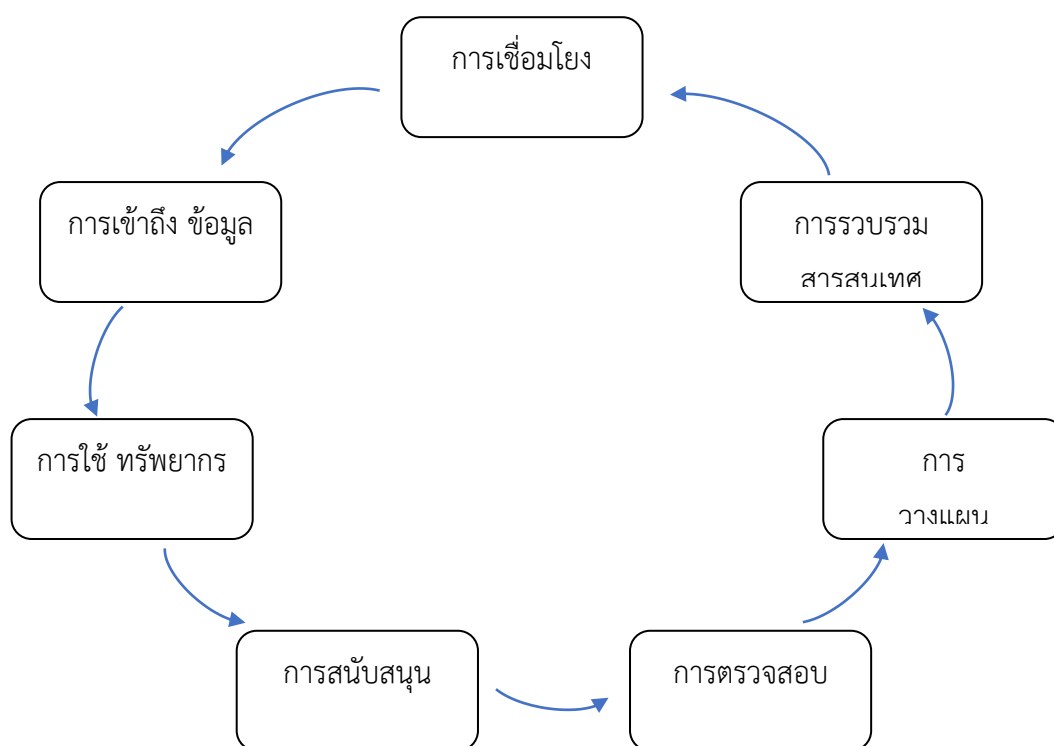 การเชื่อมโยง
การเข้าถึง ข้อมูล
การรวบรวม
สารสนเทศ
การใช้ ทรัพยากร
การ
วางแผน
การสนับสนุน
การตรวจสอบ